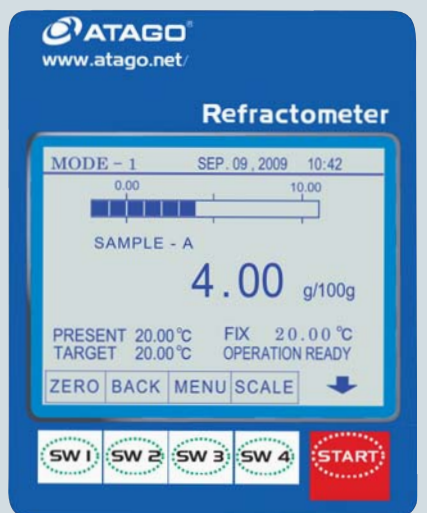 ATAGO®
www.atago.net/
Refractometer
MODE - 1 SEP. 09 , 2009 10:42
0.00 10.00
SAMPLE - A
4.00 g/100g
PRESENT 20.00°C FIX 20.00°C
TARGET 20.00°C OPERATION READY
ZERO BACK MENU SCALE
SW 1 SW 2 SW 3 SW 4 START